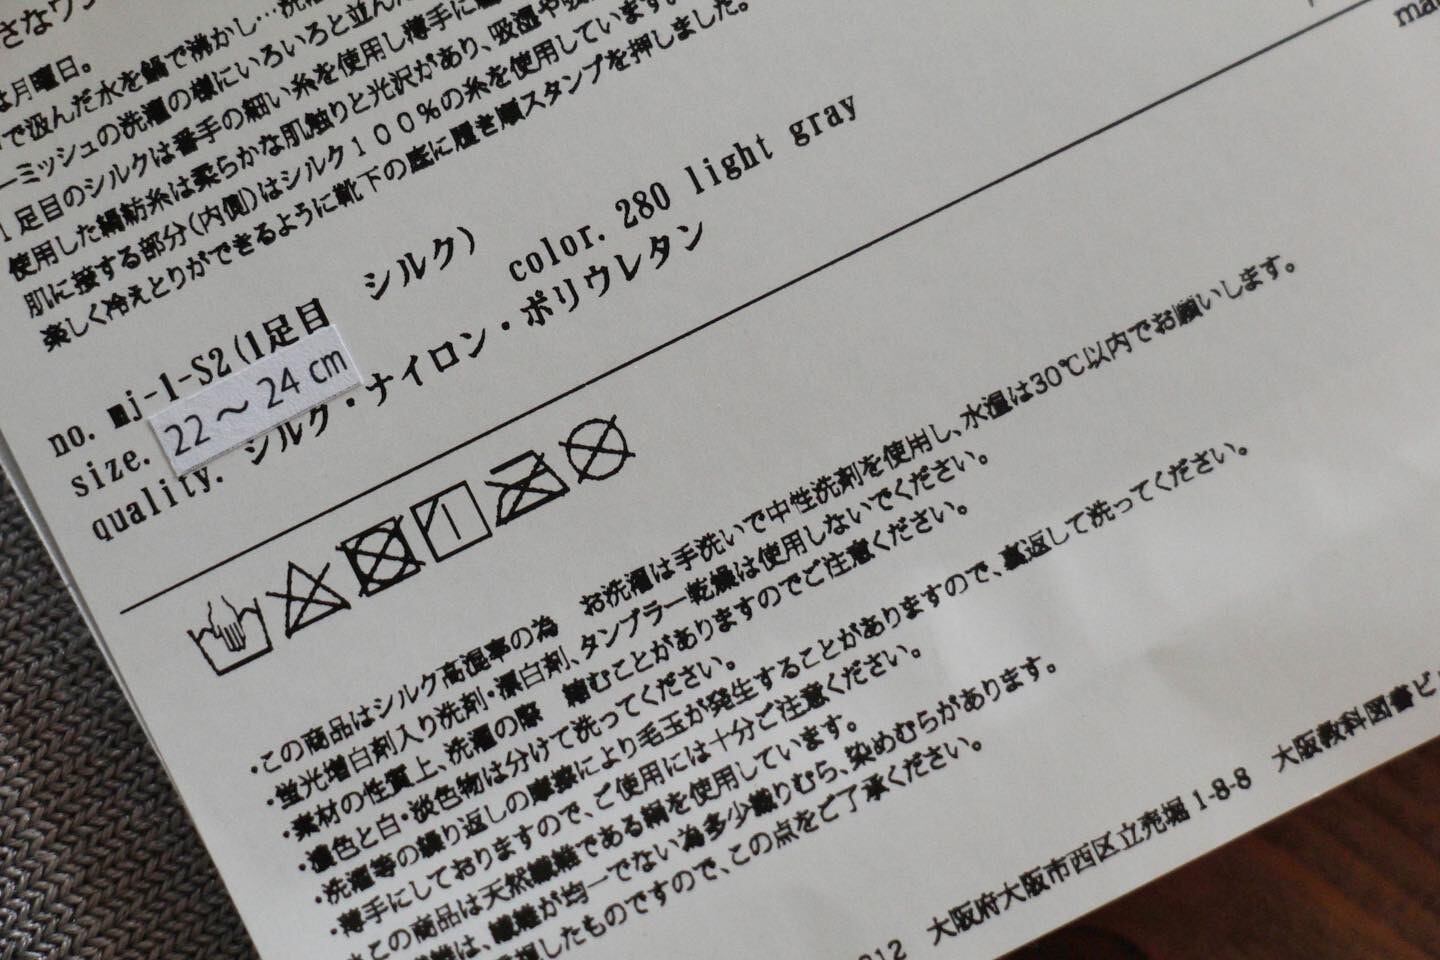 は月曜日。
で汲んだ水を鍋で沸かし…洗
ーミッシュの洗濯の様にいろいろと並んだ
1足目のシルクは番手の細い糸を使用し薄手に
使用した絹紡糸は柔らかな肌触りと光沢があり、吸湿や
肌に接する部分(内側)はシルク100%の糸を使用しています。
楽しく冷えとりができるように靴下の底に履き順スタンプを押しました。
ma
no. mj-1-S2(1足目 シルク)
color. 280 light gray
size. 22～24cm
quality. シルク・ナイロン・ポリウレタン
・この商品はシルク高混率の為 お洗濯は手洗いで中性洗剤を使用し、水温は30℃以内でお願いします。
・蛍光増白剤入り洗剤・漂白剤、タンブラー乾燥は使用しないでください。
・素材の性質上、洗濯の際 縮むことがありますのでご注意ください。
・濃色と白・淡色物は分けて洗ってください。
・洗濯等の繰り返しの摩擦により毛玉が発生することがありますので、裏返して洗ってください。
・薄手にしておりますので、ご使用には十分ご注意ください。
＊この商品は天然繊維である絹を使用しています。
繊維は、繊維が均一でない為多少織りむら、染めむらがあります。
したものですので、この点をご了承ください。
012 大阪府大阪市西区立売堀 1-8-8 大阪教科図書ビ